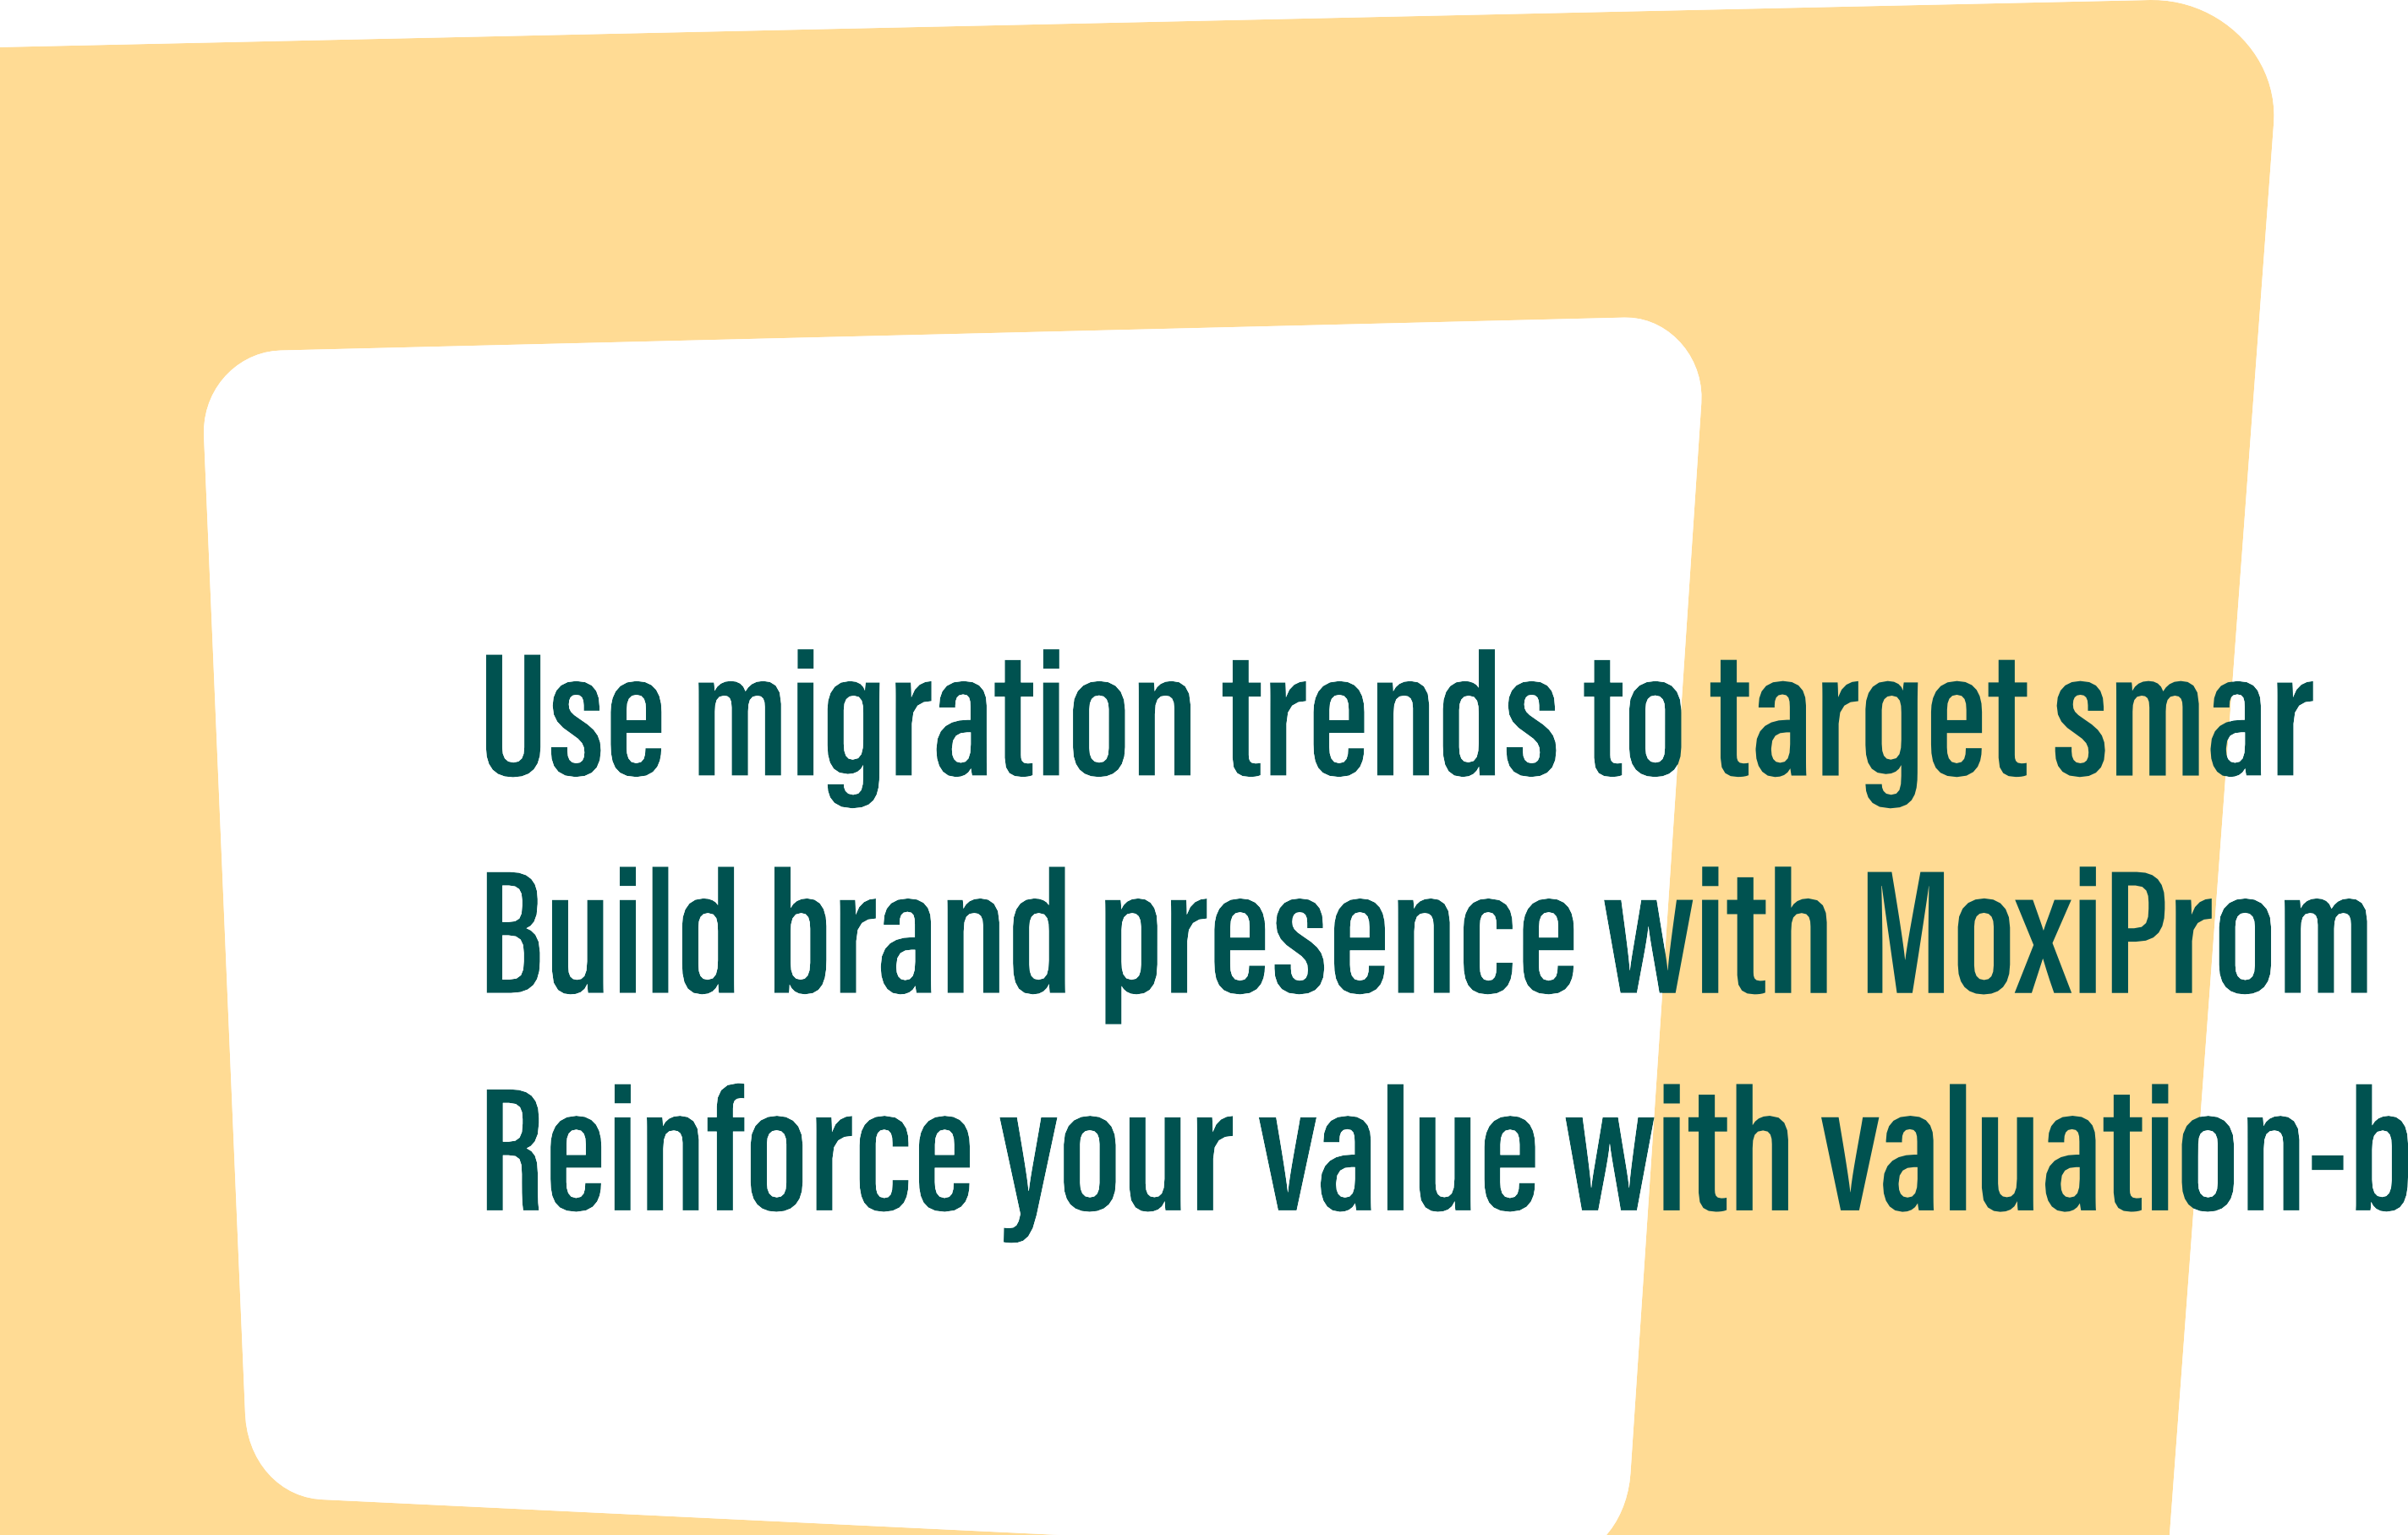 Use migration trends to target smar
Build brand presence with MoxiProm
Reinforce your value with valuation-b